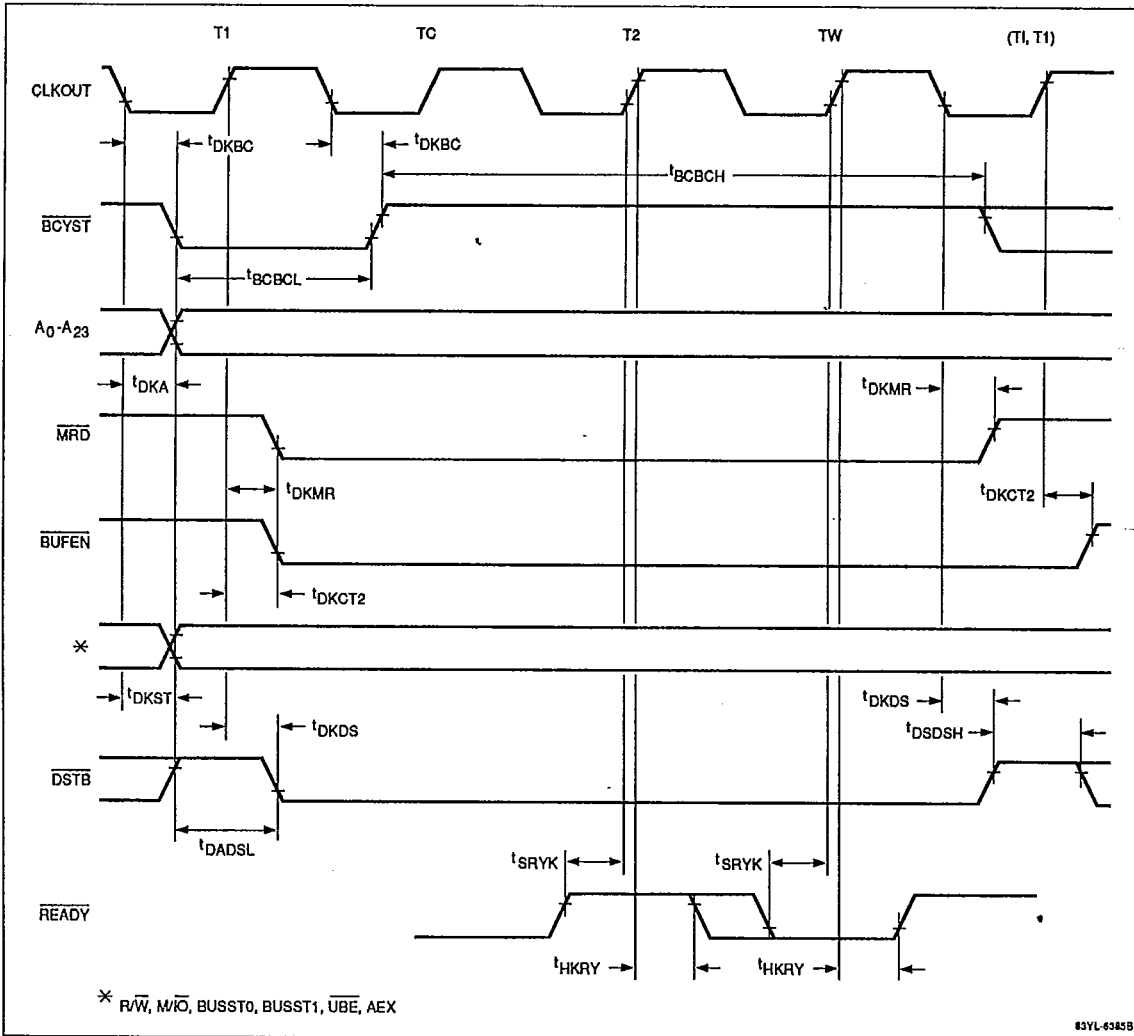 T1 TC T2 TW (TI, T1)
CLKOUT
tDKBC tDKBC
tBCBCH
BCYST
tBCBCL
A0-A23
tDKA tDKMR
MRD
tDKMR tDKCT2
BUFEN
tDKCT2
*
tDKST tDKDS
tDKDS tDSDSH
DSTB
tDADSL
tSRYK tSRYK
READY
tHKRY tHKRY
* R/W, M/IO, BUSST0, BUSST1, UBE, AEX
83YL-6385B